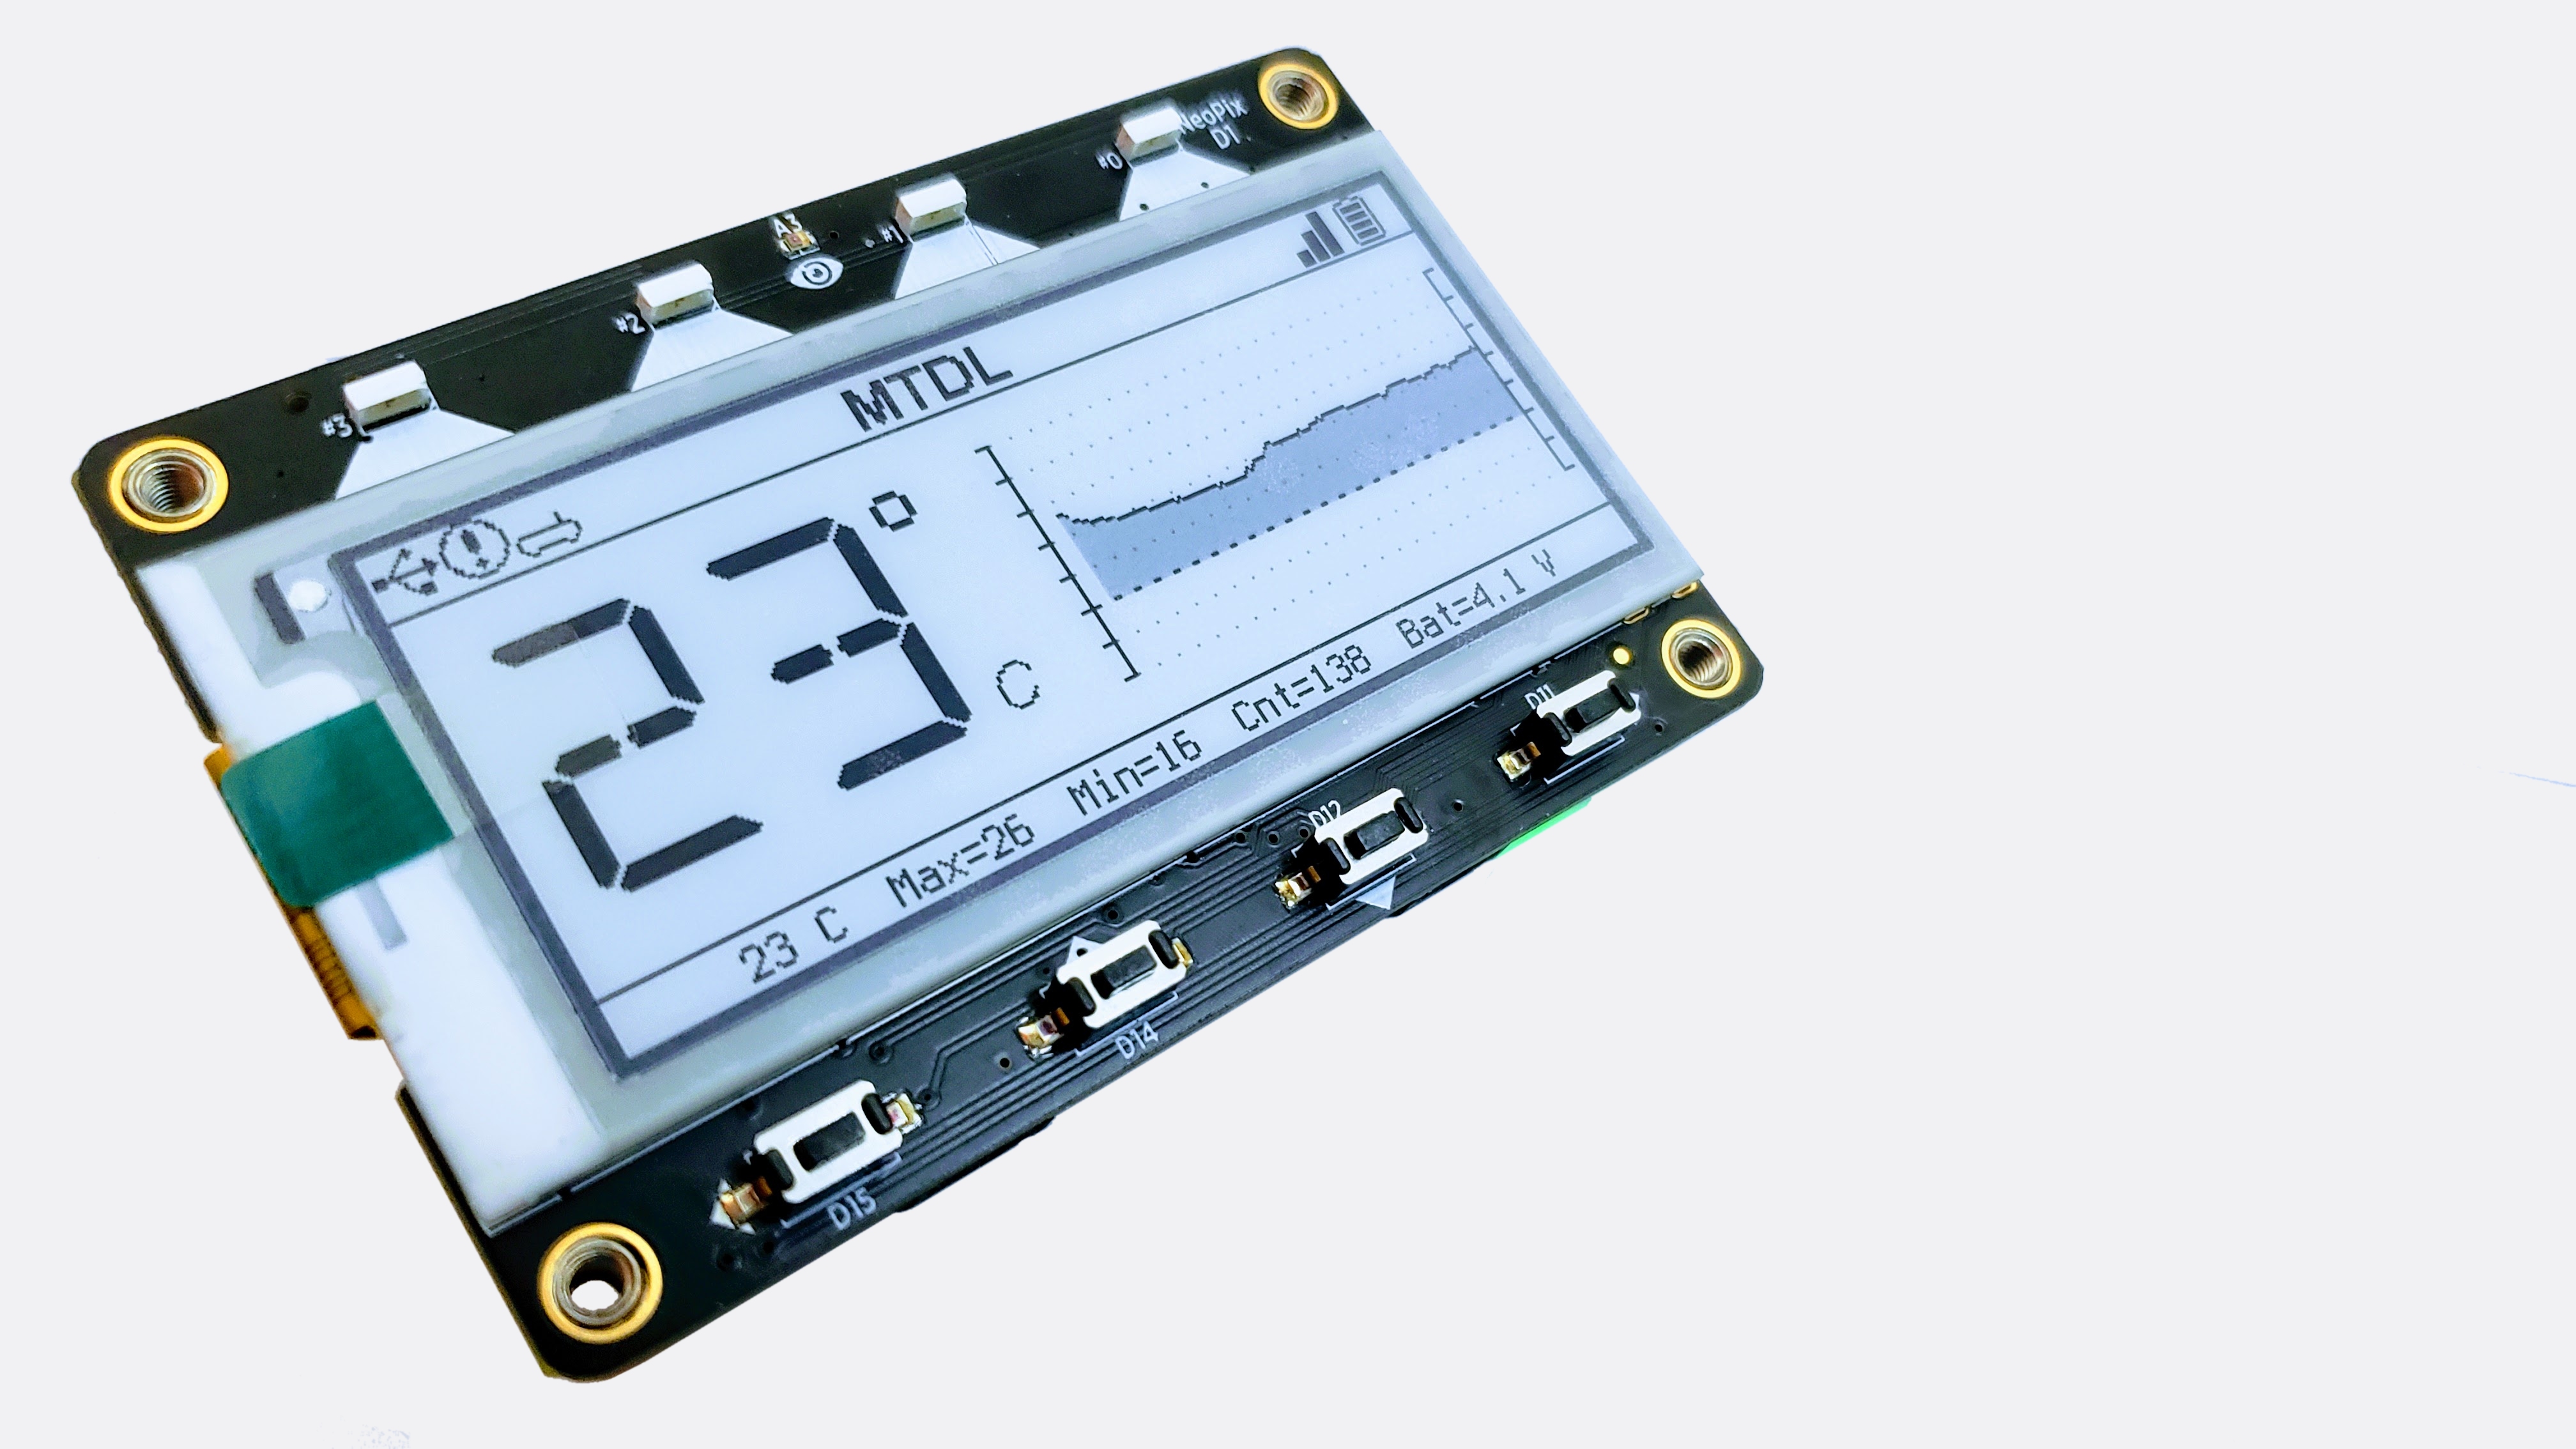 NeoPix
D1
#0
#1
A3
#2
#3
MTDL
23° C
23 C Max=26 Min=16 Cnt=138 Bat=4.1 V
D11
D12
D14
D15